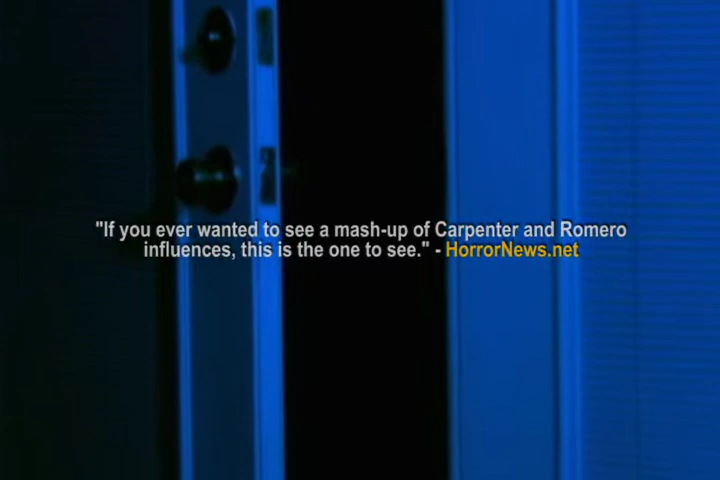 "If you ever wanted to see a mash-up of Carpenter and Romero
influences, this is the one to see." - HorrorNews.net